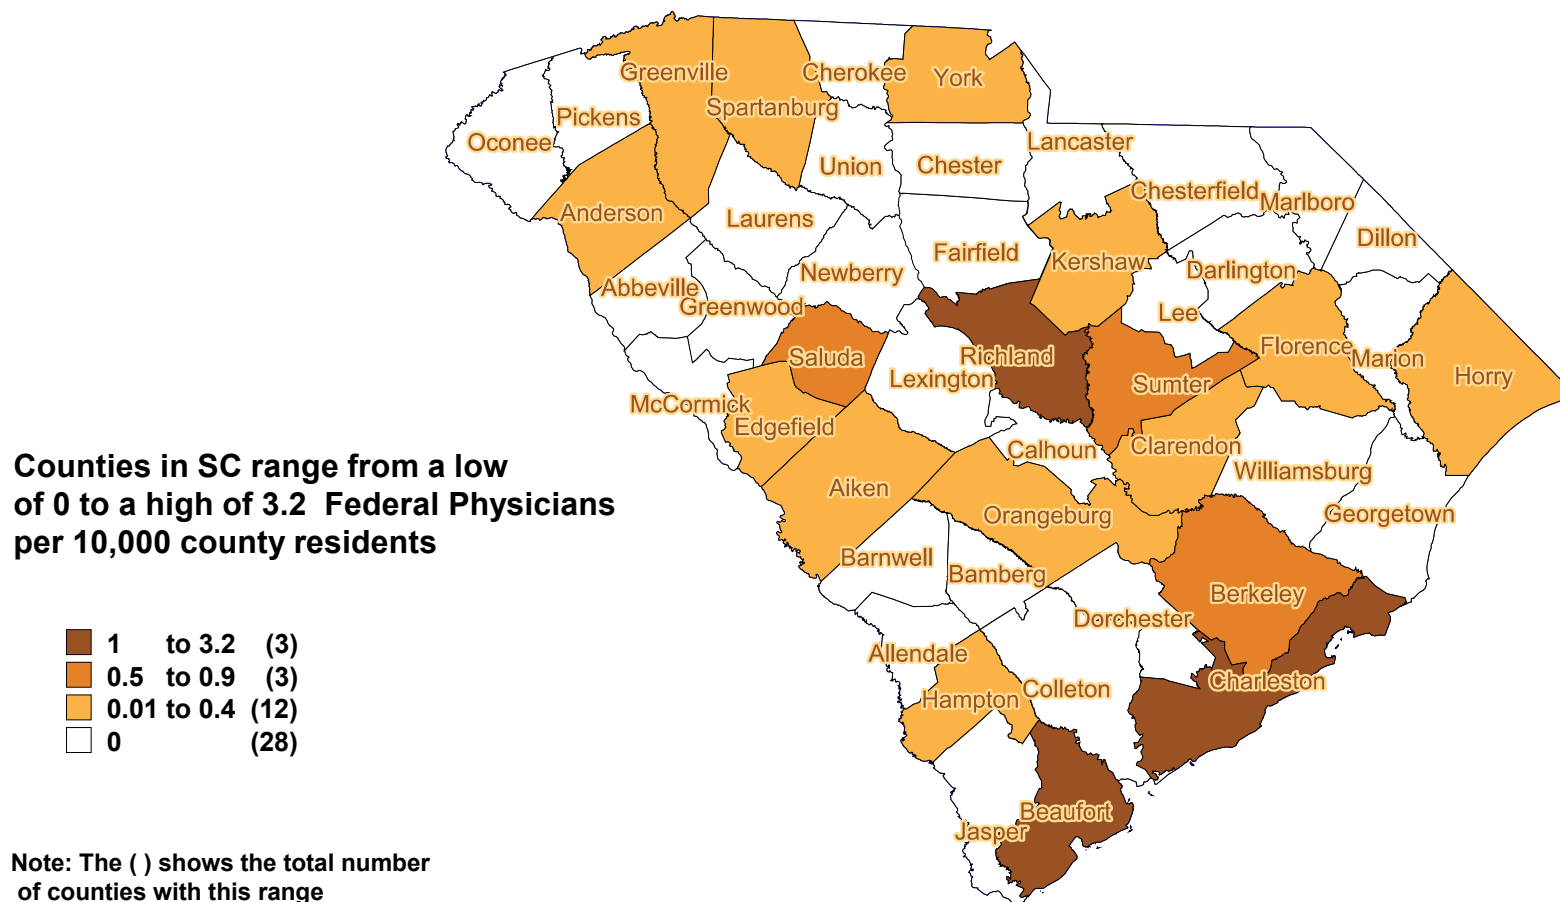 Greenville
Cherokee
York
Spartanburg
Pickens
Oconee
Lancaster
Union
Chester
Chesterfield
Marlboro
Anderson
Laurens
Dillon
Fairfield
Kershaw
Newberry
Darlington
Abbeville
Greenwood
Lee
Florence
Saluda
Richland
Marion
Lexington
Sumter
Horry
McCormick
Edgefield
Clarendon
Calhoun
Williamsburg
Aiken
Orangeburg
Georgetown
Barnwell
Bamberg
Berkeley
Dorchester
Allendale
Charleston
Colleton
Hampton
Beaufort
Jasper
Counties in SC range from a low
of 0 to a high of 3.2 Federal Physicians
per 10,000 county residents
1 to 3.2 (3)
0.5 to 0.9 (3)
0.01 to 0.4 (12)
0 (28)
Note: The ( ) shows the total number
of counties with this range